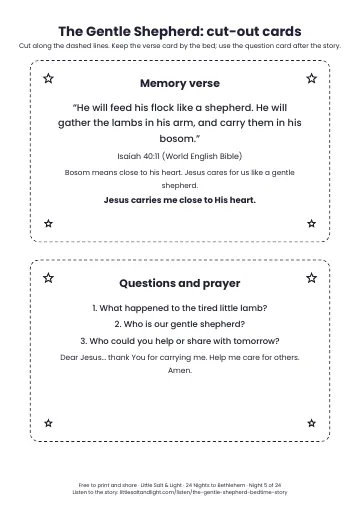 The Gentle Shepherd: cut-out cards
Cut along the dashed lines. Keep the verse card by the bed; use the question card after the story.
Memory verse
“He will feed his flock like a shepherd. He will
gather the lambs in his arm, and carry them in his
bosom.”
Isaiah 40:11 (World English Bible)
Bosom means close to his heart. Jesus cares for us like a gentle
shepherd.
Jesus carries me close to His heart.
Questions and prayer
1. What happened to the tired little lamb?
2. Who is our gentle shepherd?
3. Who could you help or share with tomorrow?
Dear Jesus… thank You for carrying me. Help me care for others.
Amen.
Free to print and share · Little Salt & Light · 24 Nights to Bethlehem · Night 5 of 24
Listen to the story: littlesaltandlight.com/listen/the-gentle-shepherd-bedtime-story